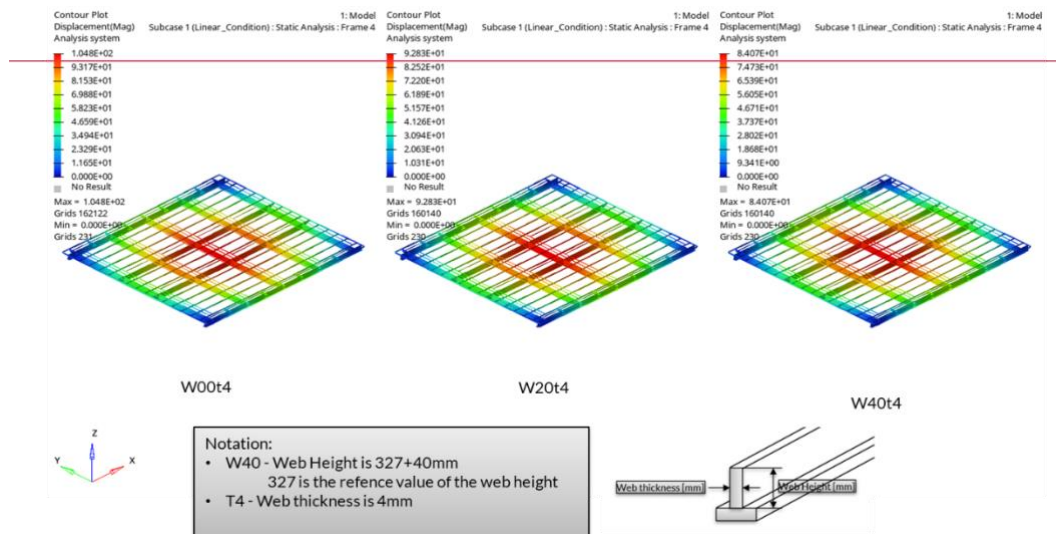 Contour Plot
Displacement(Mag)
Analysis system
1: Model
Subcase 1 (Linear_Condition) : Static Analysis : Frame 4
1.048E+02
9.317E+01
8.153E+01
6.988E+01
5.823E+01
4.659E+01
3.494E+01
2.329E+01
1.165E+01
0.000E+00
No Result
Max = 1.048E+02
Grids 162122
Min = 0.000E+00
Grids 231
W00t4
Contour Plot
Displacement(Mag)
Analysis system
1: Model
Subcase 1 (Linear_Condition) : Static Analysis : Frame 4
9.283E+01
8.252E+01
7.220E+01
6.189E+01
5.157E+01
4.126E+01
3.094E+01
2.063E+01
1.031E+01
0.000E+00
No Result
Max = 9.283E+01
Grids 160140
Min = 0.000E+00
Grids 230
W20t4
Contour Plot
Displacement(Mag)
Analysis system
1: Model
Subcase 1 (Linear_Condition) : Static Analysis : Frame 4
8.407E+01
7.473E+01
6.539E+01
5.605E+01
4.671E+01
3.737E+01
2.802E+01
1.868E+01
9.341E+00
0.000E+00
No Result
Max = 8.407E+01
Grids 160140
Min = 0.000E+00
Grids 230
W40t4
Z
Y
X
Notation:
• W40 - Web Height is 327+40mm
327 is the refence value of the web height
• T4 - Web thickness is 4mm
Web thickness [mm]
Web Height [mm]